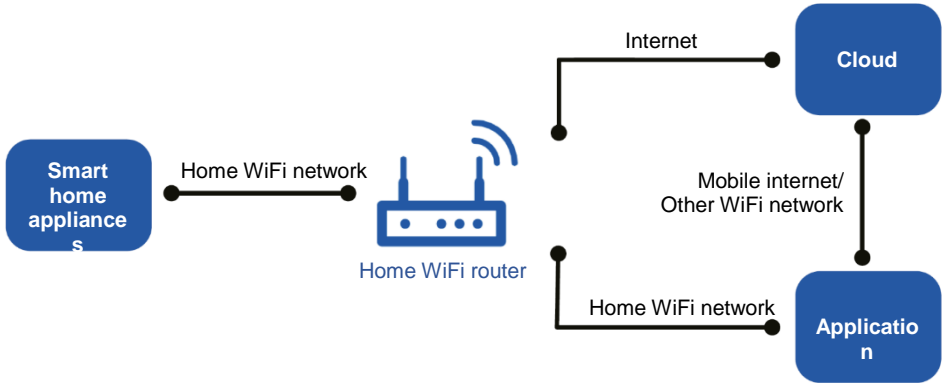 Internet
Cloud
Smart
home
appliance
s
Home WiFi network
Mobile internet/
Other WiFi network
Home WiFi router
Home WiFi network
Applicatio
n